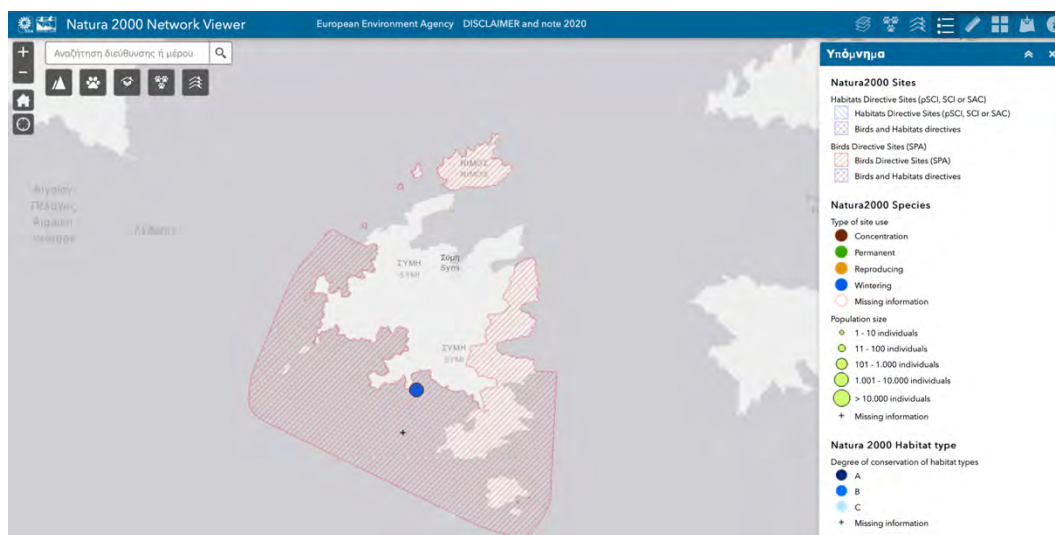 Natura 2000 Network Viewer
European Environment Agency DISCLAIMER and note 2020
+
Αναζήτηση διεύθυνσης ή μέρου
−
Υπόμνημα
Natura2000 Sites
Habitats Directive Sites (pSCI, SCI or SAC)
Habitats Directive Sites (pSCI, SCI or SAC)
Birds and Habitats directives
Birds Directive Sites (SPA)
Birds Directive Sites (SPA)
Birds and Habitats directives
Natura2000 Species
Type of site use
Concentration
Permanent
Reproducing
Wintering
Missing information
Population size
1 - 10 individuals
11 - 100 individuals
101 - 1.000 individuals
1.001 - 10.000 individuals
> 10.000 individuals
Missing information
Natura 2000 Habitat type
Degree of conservation of habitat types
A
B
C
Missing information
ΝΙΜΟΣ
NIMOS
Αιγαίον
Πέλαγος
Aigaion
ΣΥΜΗ
SYMI
Σύμη
Symi
ΣΥΜΗ
SYMI